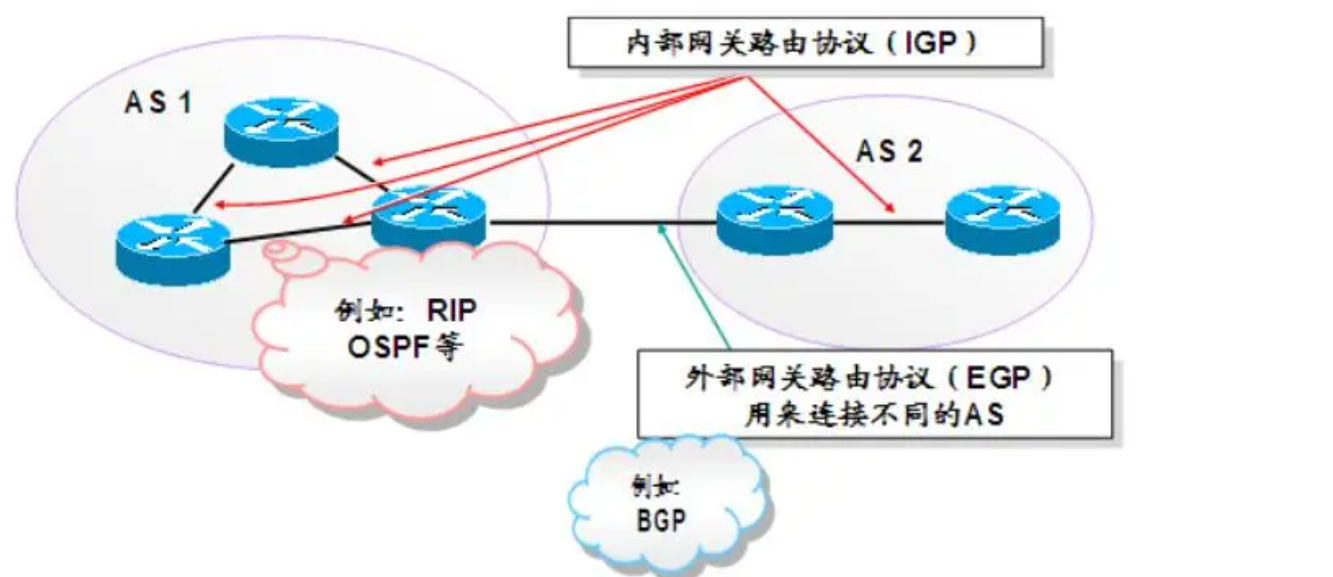 内部网关路由协议（IGP）
AS 1
AS 2
例如: RIP
OSPF等
外部网关路由协议（EGP）
用来连接不同的AS
例如:
BGP